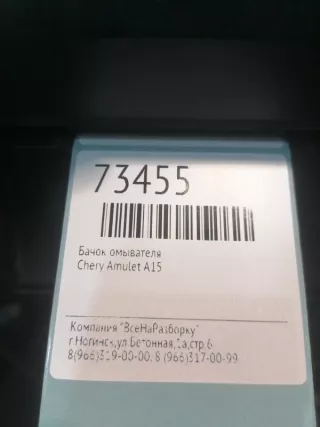 73455
Бачок омывателя
Chery Amulet A15
Компания "ВсеНаРазборку"
г.Ногинск,ул.Бетонная,1а,стр.6
8(966)319-00-00, 8 (966)317-00-99